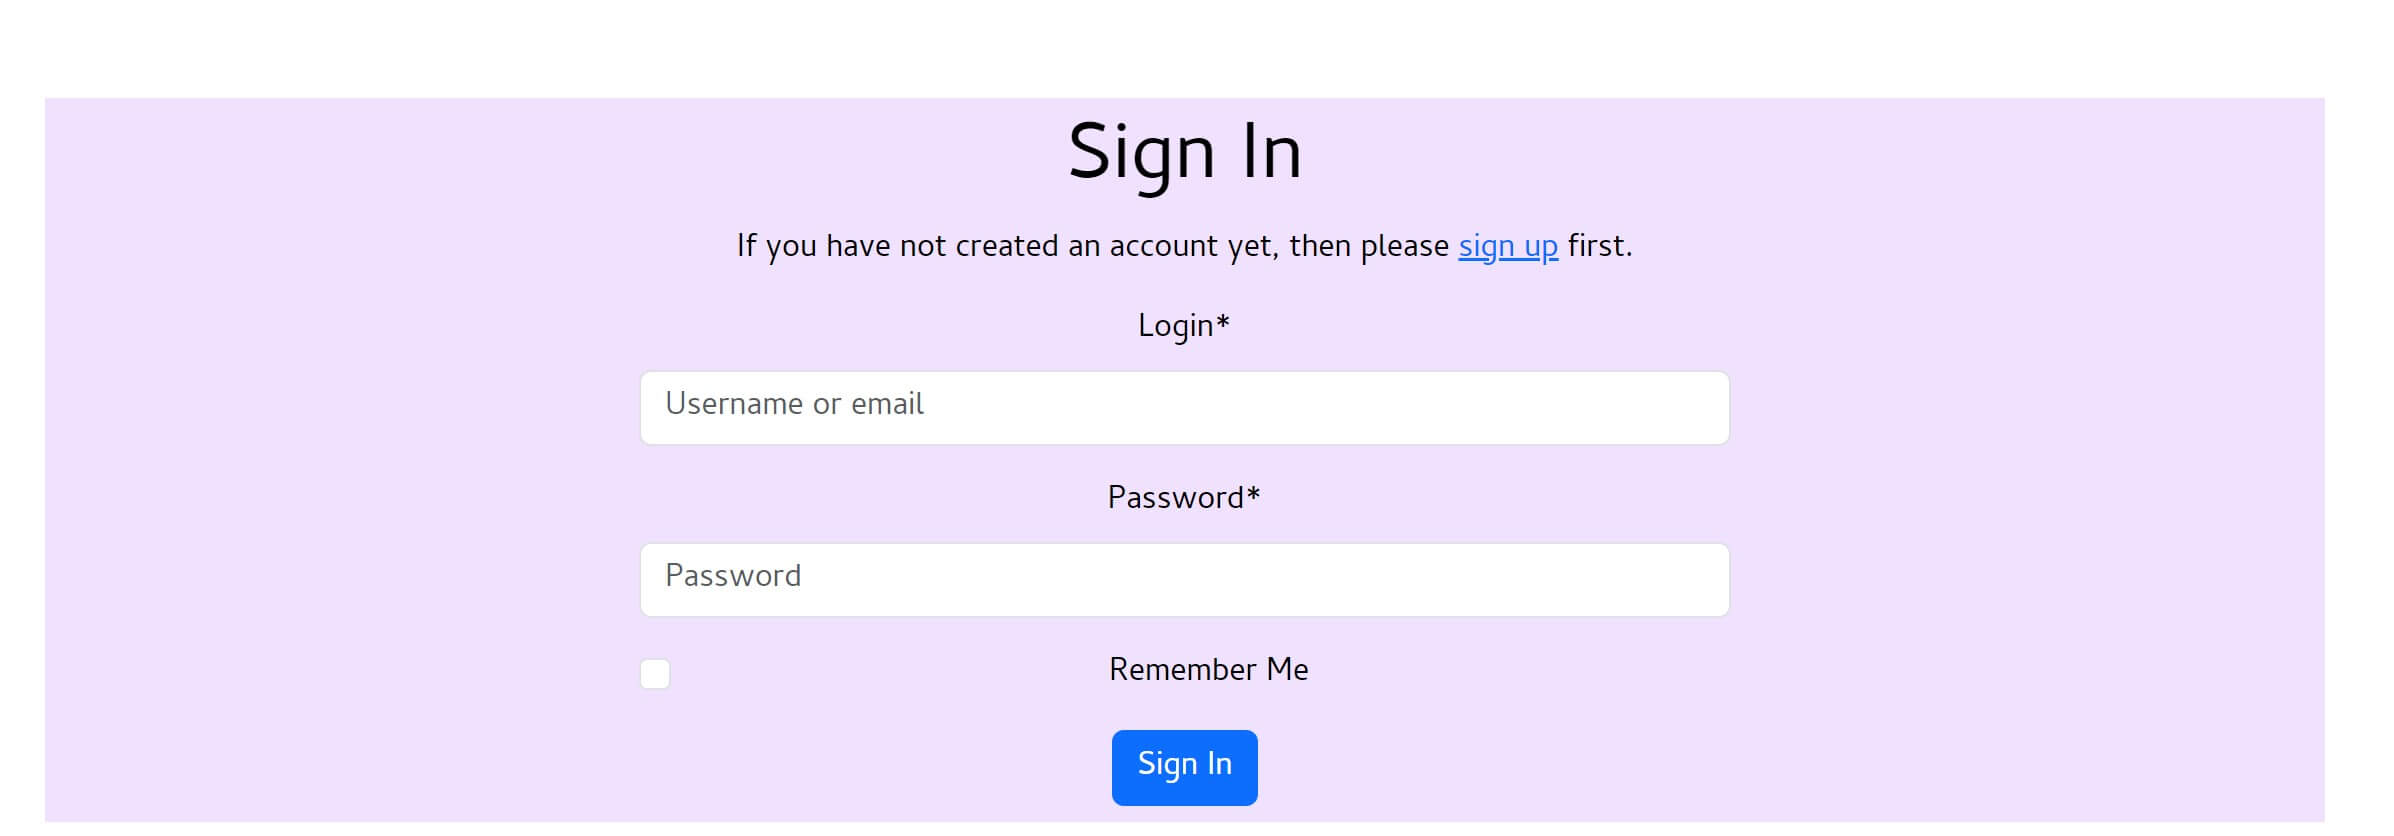 Sign In
If you have not created an account yet, then please sign up first.
Login*
Username or email
Password*
Password
Remember Me
Sign In